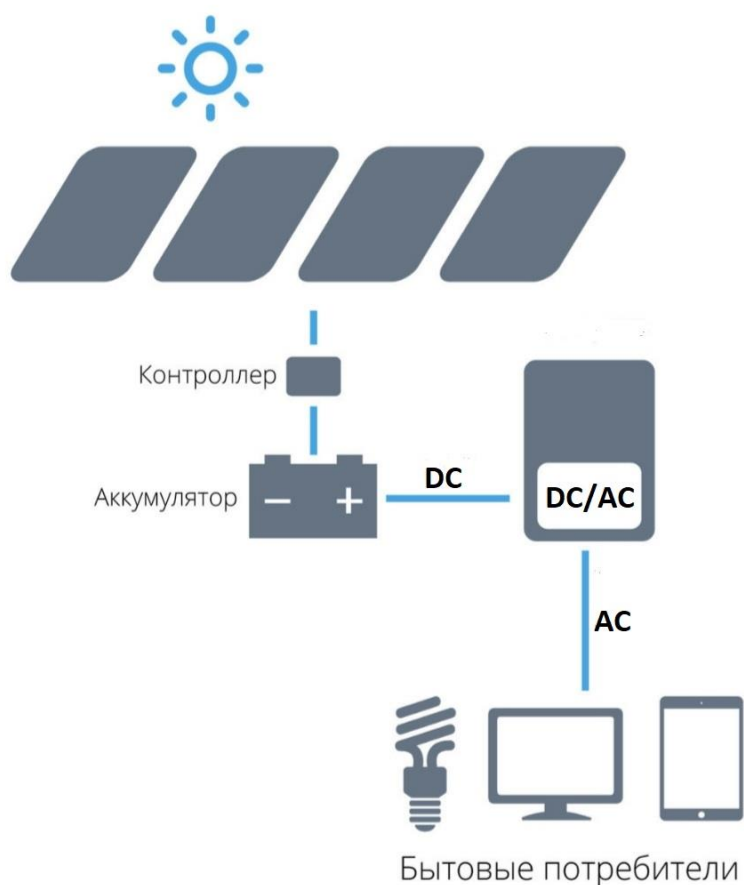 Контроллер
Аккумулятор
DC
DC/AC
AC
Бытовые потребители